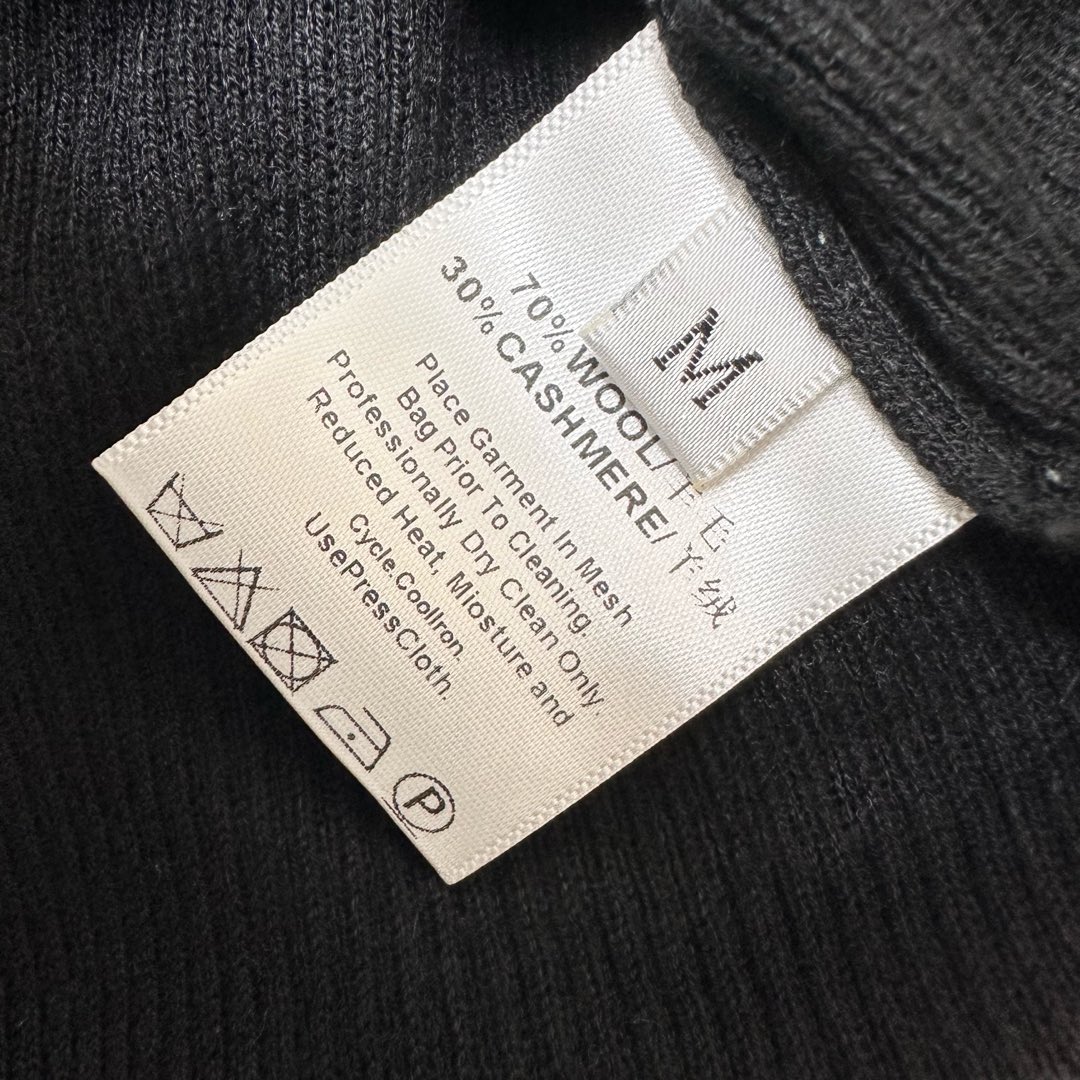 M
70% WOOL/羊毛
30% CASHMERE/羊绒
Place Garment In Mesh
Bag Prior To Cleaning.
Professionally Dry Clean Only.
Reduced Heat. Miosture and
Cycle.CoolIron.
UsePressCloth.
P